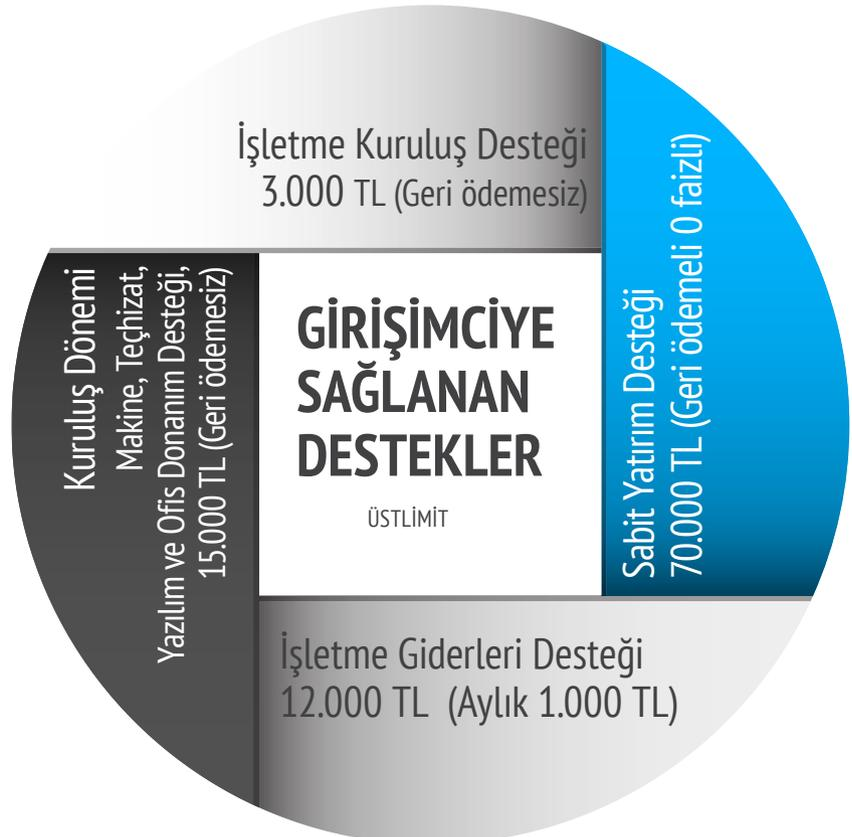 İşletme Kuruluş Desteği
3.000 TL (Geri ödemesiz)
Kuruluş Dönemi
Makine, Teçhizat,
Yazılım ve Ofis Donanım Desteği,
15.000 TL (Geri ödemesiz)
GİRİŞİMCİYE
SAĞLANAN
DESTEKLER
ÜSTLİMİT
Sabit Yatırım Desteği
70.000 TL (Geri ödemeli 0 faizli)
İşletme Giderleri Desteği
12.000 TL (Aylık 1.000 TL)